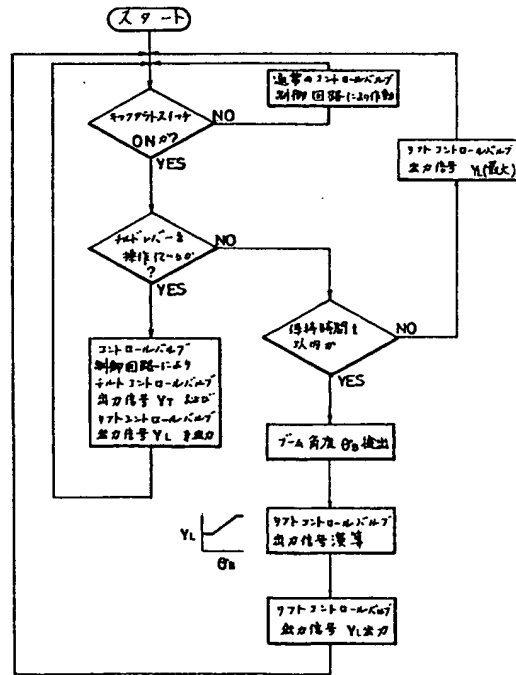 スタート
通常のコントロールバルブ
制御回路により作動
キックアウトスイッチ
ONか?
NO
YES
リフトコントロールバルブ
出力信号 YL(最大)
チルトレバーを
操作
?
NO
YES
保持時間t
以内か
NO
YES
コントロールバルブ
制御回路により
チルトコントロールバルブ
出力信号 YT および
リフトコントロールバルブ
出力信号 YL を出力
ブーム角度 θB 検出
YL
θB
リフトコントロールバルブ
出力信号演算
リフトコントロールバルブ
出力信号 YL出力